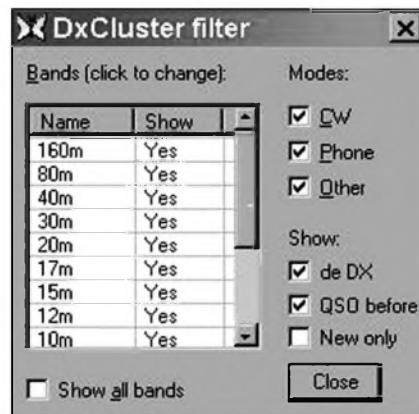 DxCluster filter
Bands (click to change):
Name Show
160m Yes
80m Yes
40m Yes
30m Yes
20m Yes
17m Yes
15m Yes
12m Yes
10m Yes
Show all bands
Modes:
CW
Phone
Other
Show:
de DX
QSO before
New only
Close